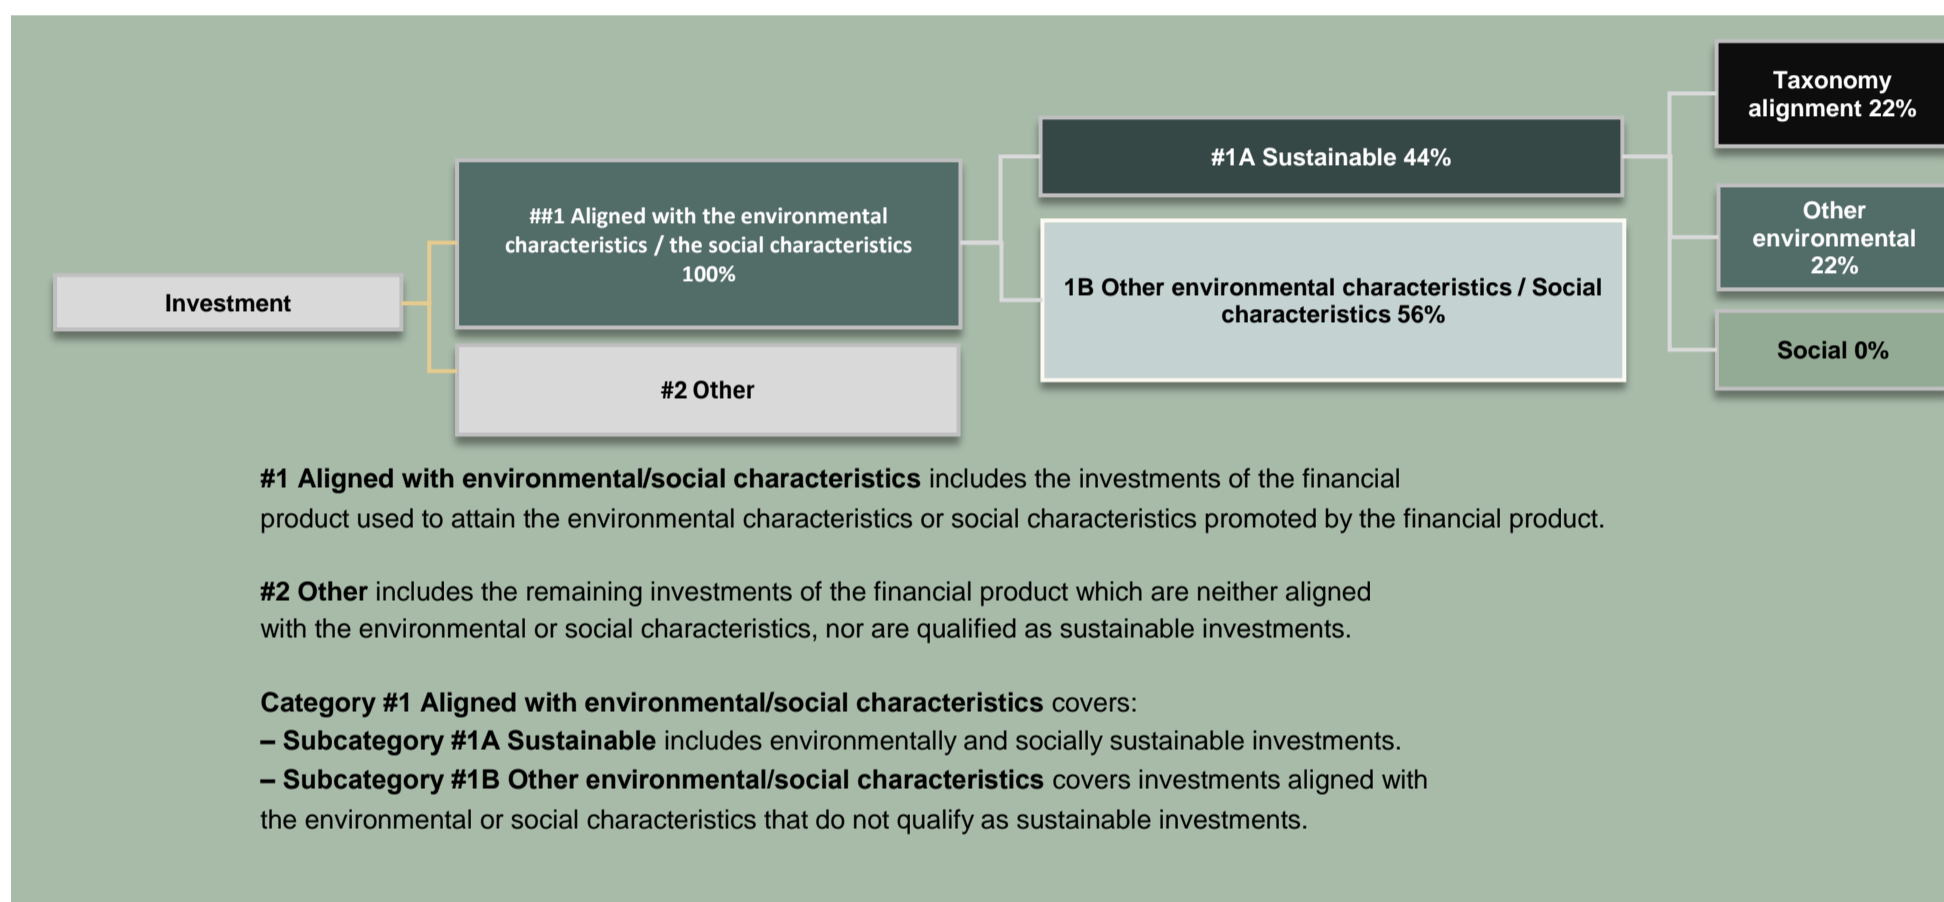 Taxonomy
alignment 22%
#1A Sustainable 44%
##1 Aligned with the environmental
characteristics / the social characteristics
100%
Other
environmental
22%
1B Other environmental characteristics / Social
characteristics 56%
Investment
Social 0%
#2 Other
#1 Aligned with environmental/social characteristics includes the investments of the financial
product used to attain the environmental characteristics or social characteristics promoted by the financial product.
#2 Other includes the remaining investments of the financial product which are neither aligned
with the environmental or social characteristics, nor are qualified as sustainable investments.
Category #1 Aligned with environmental/social characteristics covers:
– Subcategory #1A Sustainable includes environmentally and socially sustainable investments.
– Subcategory #1B Other environmental/social characteristics covers investments aligned with
the environmental or social characteristics that do not qualify as sustainable investments.